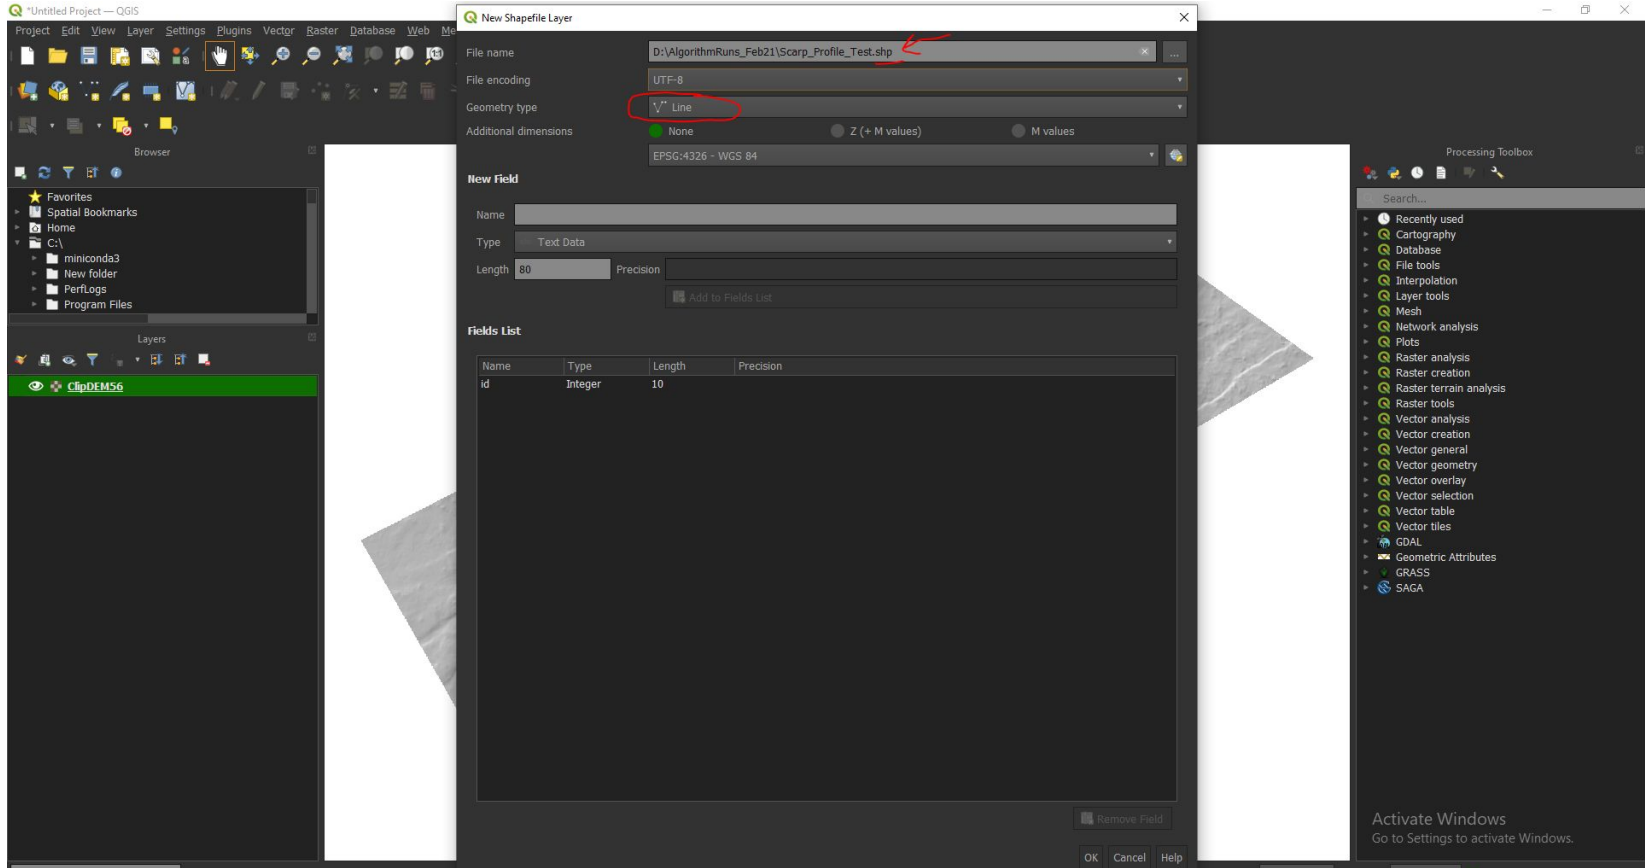 *Untitled Project — QGIS
Project Edit View Layer Settings Plugins Vector Raster Database Web Me
New Shapefile Layer
File name D:\AlgorithmRuns_Feb21\Scarp_Profile_Test.shp ...
File encoding UTF-8
Geometry type Line
Additional dimensions None Z (+ M values) M values
EPSG:4326 - WGS 84
New Field
Name
Type Text Data
Length 80 Precision
Add to Fields List
Fields List
Name Type Length Precision
id Integer 10
Remove Field
OK Cancel Help
Browser
Favorites
Spatial Bookmarks
Home
C:\
miniconda3
New folder
PerfLogs
Program Files
Layers
ClipDEM56
Processing Toolbox
Search...
Recently used
Cartography
Database
File tools
Interpolation
Layer tools
Mesh
Network analysis
Plots
Raster analysis
Raster creation
Raster terrain analysis
Raster tools
Vector analysis
Vector creation
Vector general
Vector geometry
Vector overlay
Vector selection
Vector table
Vector tiles
GDAL
Geometric Attributes
GRASS
SAGA
Activate Windows
Go to Settings to activate Windows.